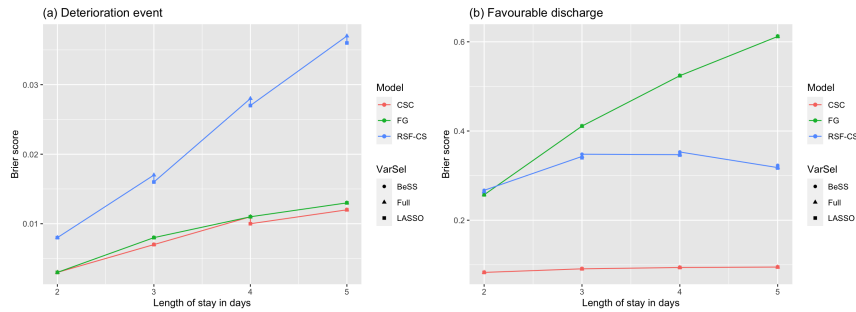 (a) Deterioration event
Brier score
0.03
0.02
0.01
2
3
4
5
Length of stay in days
Model
CSC
FG
RSF-CS
VarSel
BeSS
Full
LASSO
(b) Favourable discharge
Brier score
0.6
0.4
0.2
2
3
4
5
Length of stay in days
Model
CSC
FG
RSF-CS
VarSel
BeSS
Full
LASSO